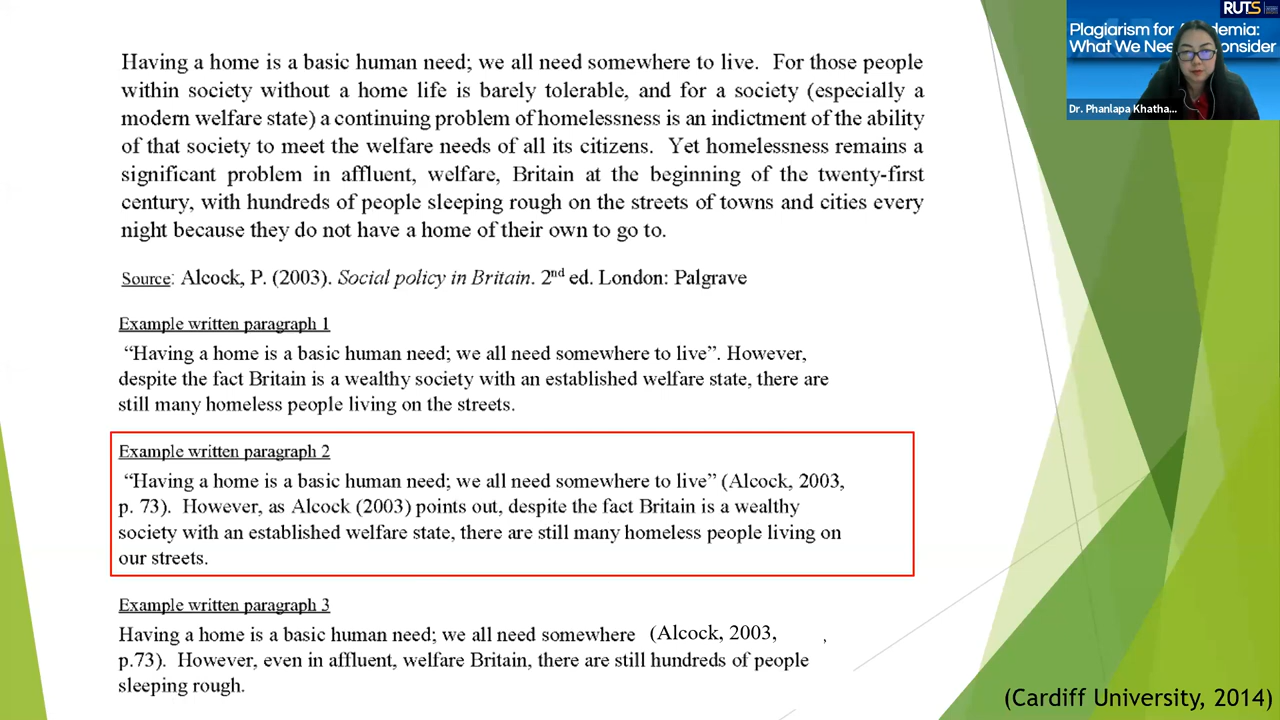 RUTS
Plagiarism for
What We Nee
Dr. Phanlapa Khatha...
Having a home is a basic human need; we all need somewhere to live. For those people
within society without a home life is barely tolerable, and for a society (especially a
modern welfare state) a continuing problem of homelessness is an indictment of the ability
of that society to meet the welfare needs of all its citizens. Yet homelessness remains a
significant problem in affluent, welfare, Britain at the beginning of the twenty-first
century, with hundreds of people sleeping rough on the streets of towns and cities every
night because they do not have a home of their own to go to.
Source: Alcock, P. (2003). Social policy in Britain. 2nd ed. London: Palgrave
Example written paragraph 1
“Having a home is a basic human need; we all need somewhere to live”. However,
despite the fact Britain is a wealthy society with an established welfare state, there are
still many homeless people living on the streets.
Example written paragraph 2
“Having a home is a basic human need; we all need somewhere to live” (Alcock, 2003,
p. 73). However, as Alcock (2003) points out, despite the fact Britain is a wealthy
society with an established welfare state, there are still many homeless people living on
our streets.
Example written paragraph 3
Having a home is a basic human need; we all need somewhere (Alcock, 2003, ,
p.73). However, even in affluent, welfare Britain, there are still hundreds of people
sleeping rough.
(Cardiff University, 2014)